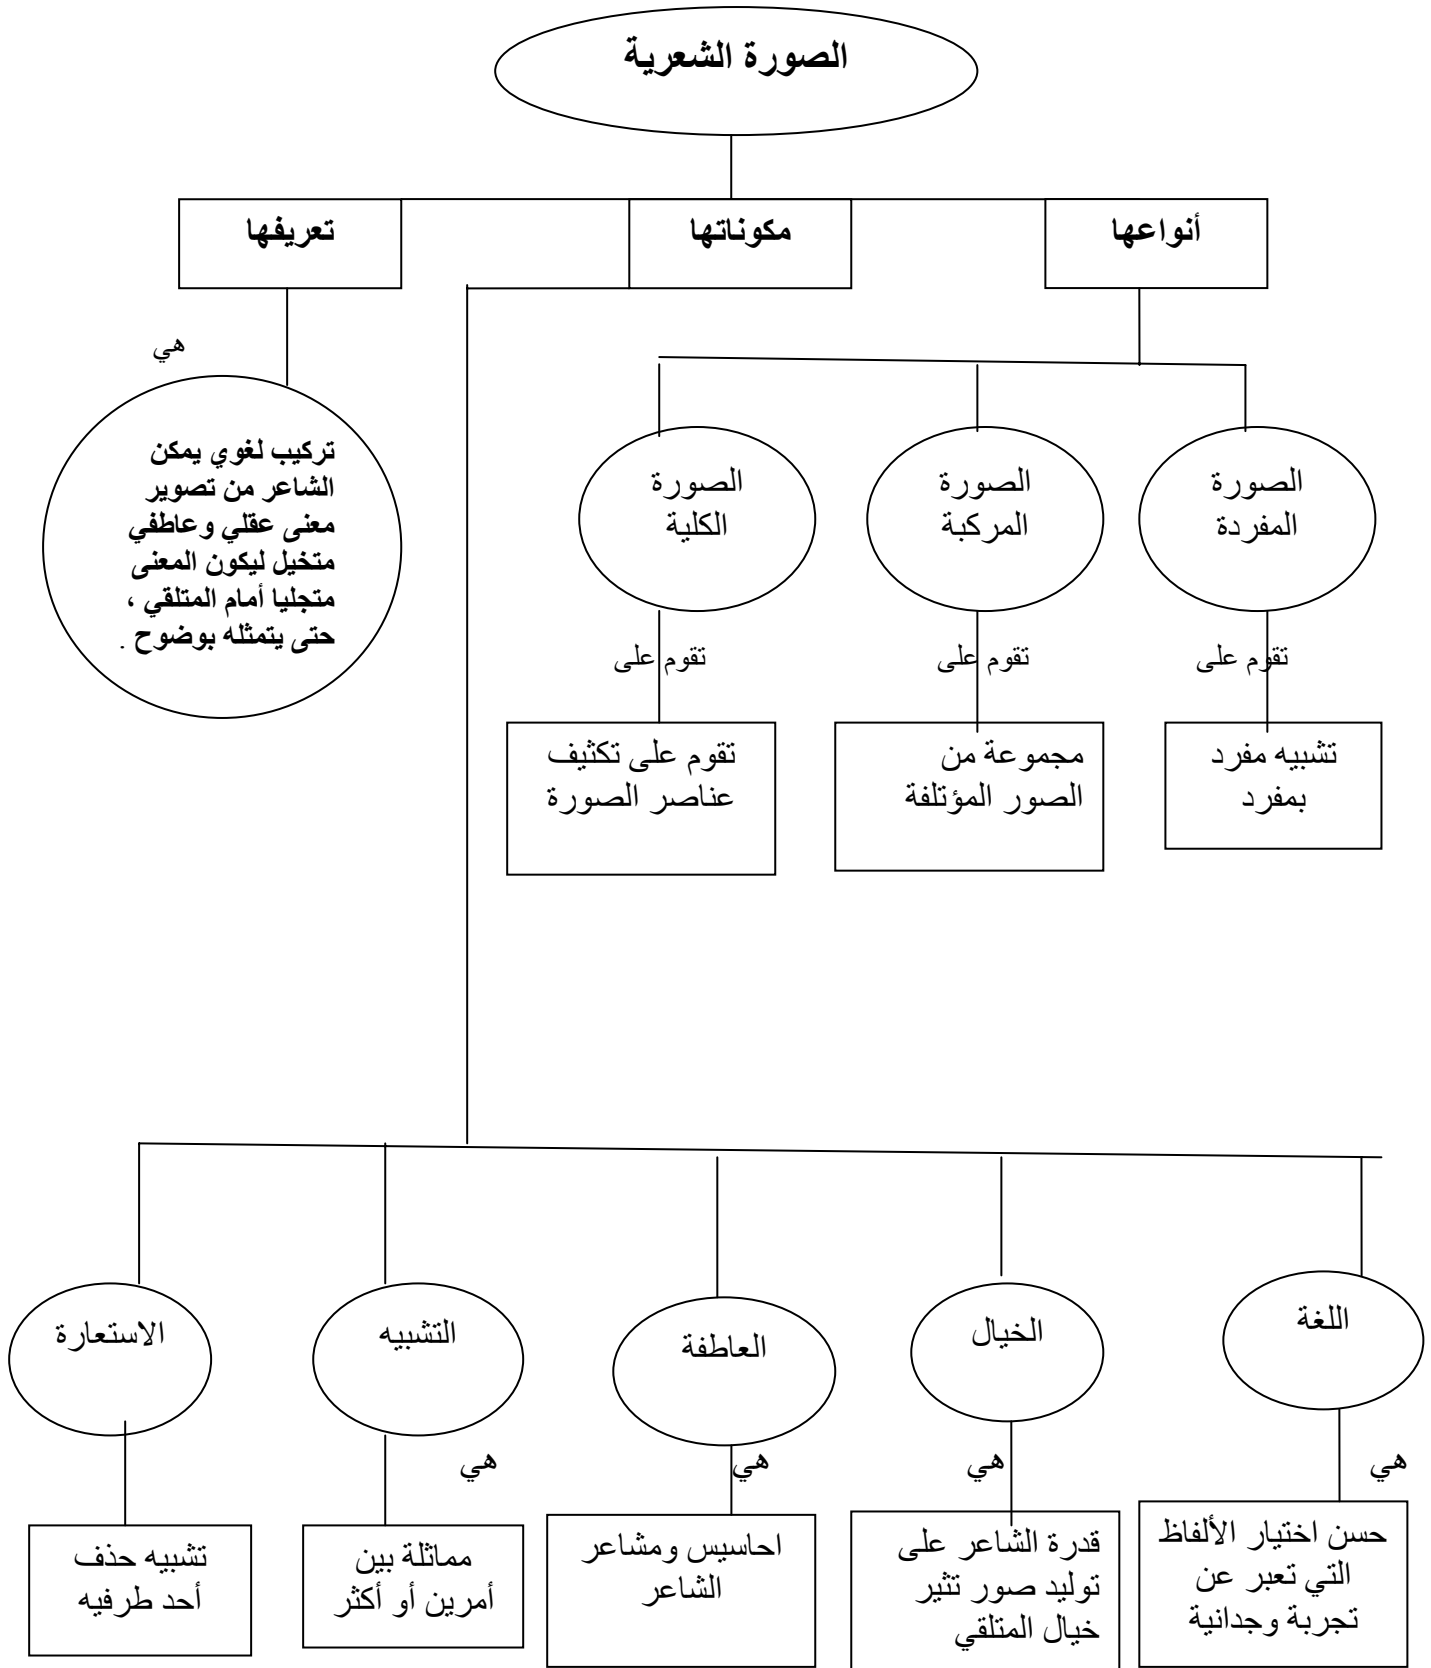 الصورة الشعرية
أنواعها
مكوناتها
تعريفها
هي
تركيب لغوي يمكن
الشاعر من تصوير
معنى عقلي وعاطفي
متخيل ليكون المعنى
متجليا أمام المتلقي ،
حتى يتمثله بوضوح .
الصورة
المفردة
الصورة
المركبة
الصورة
الكلية
تقوم على
تقوم على
تقوم على
تشبيه مفرد
بمفرد
مجموعة من
الصور المؤتلفة
تقوم على تكثيف
عناصر الصورة
اللغة
الخيال
العاطفة
التشبيه
الاستعارة
هي
هي
هي
هي
حسن اختيار الألفاظ
التي تعبر عن
تجربة وجدانية
قدرة الشاعر على
توليد صور تثير
خيال المتلقي
احاسيس ومشاعر
الشاعر
مماثلة بين
أمرين أو أكثر
تشبيه حذف
أحد طرفيه